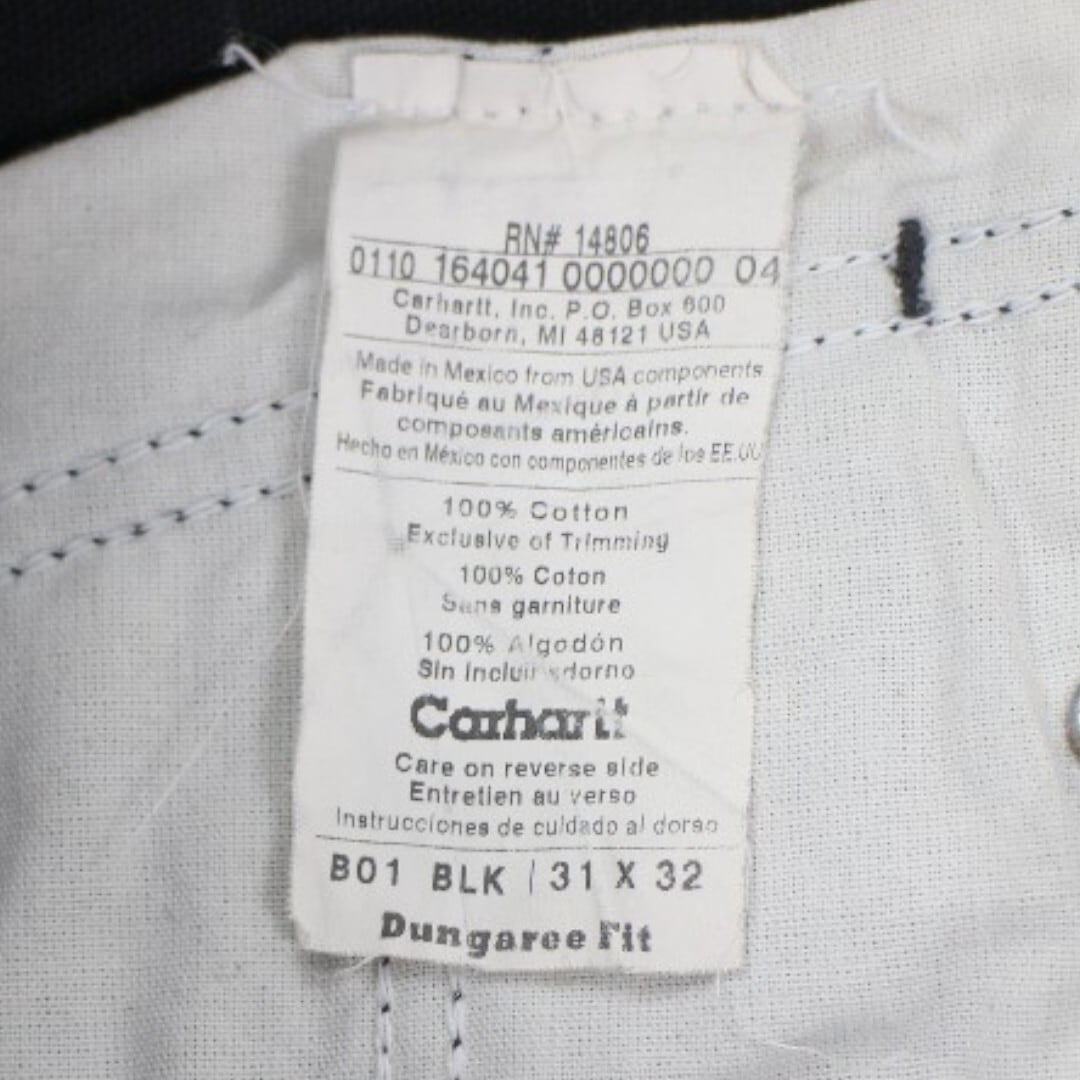 RN# 14806
0110 164041 0000000 04
Carhartt, Inc. P.O. Box 600
Dearborn, MI 48121 USA
Made in Mexico from USA components
Fabriqué au Mexique à partir de
composants américains.
Hecho en México con componentes de los EE.UU
100% Cotton
Exclusive of Trimming
100% Coton
Sans garniture
100% Algodón
Sin incluir adorno
Carhartt
Care on reverse side
Entretien au verso
Instrucciones de cuidado al dorso
B01 BLK | 31 X 32
Dungaree Fit